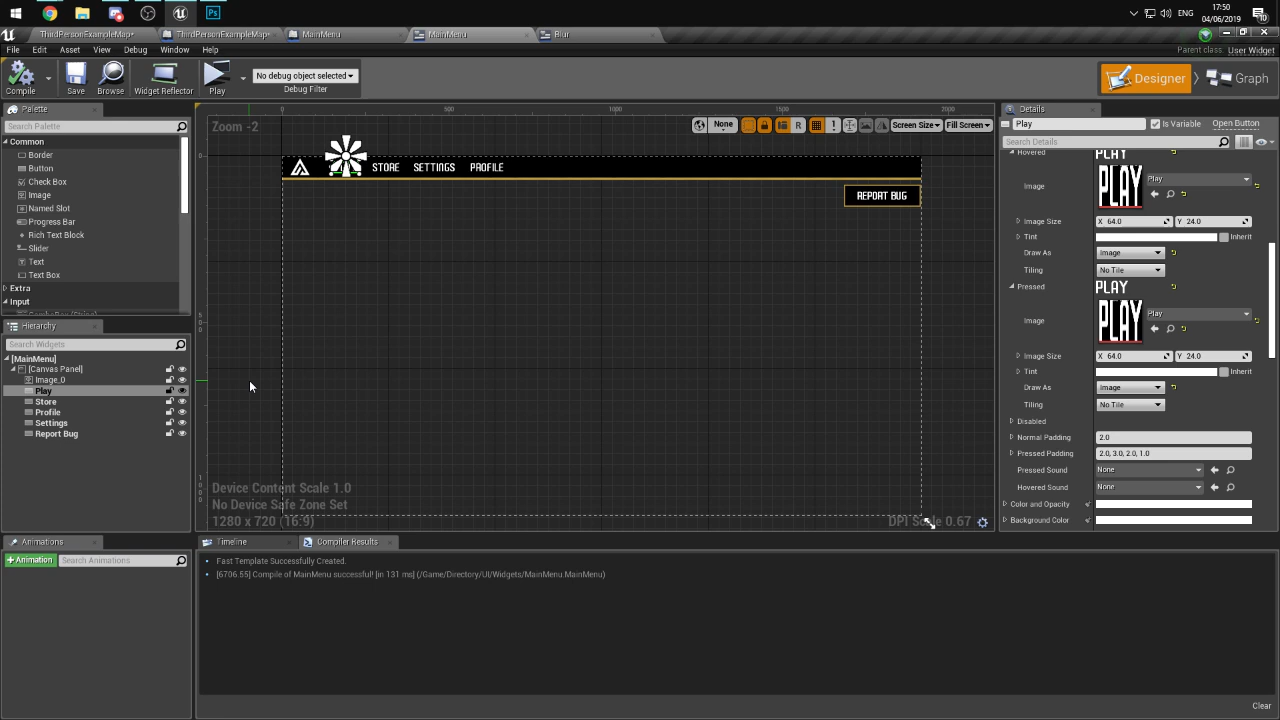 17:50
ENG
04/06/2019
10
ThirdPersonExampleMap*
ThirdPersonExampleMap*
MainMenu
MainMenu
Blur
File Edit Asset View Debug Window Help
Parent class: User Widget
Compile Save Browse Widget Reflector Play
No debug object selected
Debug Filter
Designer Graph
Palette
Search Palette
Common
Border
Button
Check Box
Image
Named Slot
Progress Bar
Rich Text Block
Slider
Text
Text Box
Extra
Input
Hierarchy
Search Widgets
[MainMenu]
[Canvas Panel]
Image_0
Play
Store
Profile
Settings
Report Bug
Animations
+Animation
Search Animations
0 500 1000 1500 2000
Zoom -2
None R Screen Size Fill Screen
STORE SETTINGS PROFILE
REPORT BUG
Device Content Scale 1.0
No Device Safe Zone Set
1280 x 720 (16:9)
DPI Scale 0.67
Timeline Compiler Results
Fast Template Successfully Created.
[6706.55] Compile of MainMenu successful! [in 131 ms] (/Game/Directory/UI/Widgets/MainMenu.MainMenu)
Clear
Details
Play
Is Variable
Open Button
Search Details
Hovered PLAY
Image PLAY Play
Image Size X 64.0 Y 24.0
Tint Inherit
Draw As Image
Tiling No Tile
Pressed PLAY
Image PLAY Play
Image Size X 64.0 Y 24.0
Tint Inherit
Draw As Image
Tiling No Tile
Disabled
Normal Padding 2.0
Pressed Padding 2.0, 3.0, 2.0, 1.0
Pressed Sound None
Hovered Sound None
Color and Opacity
Background Color